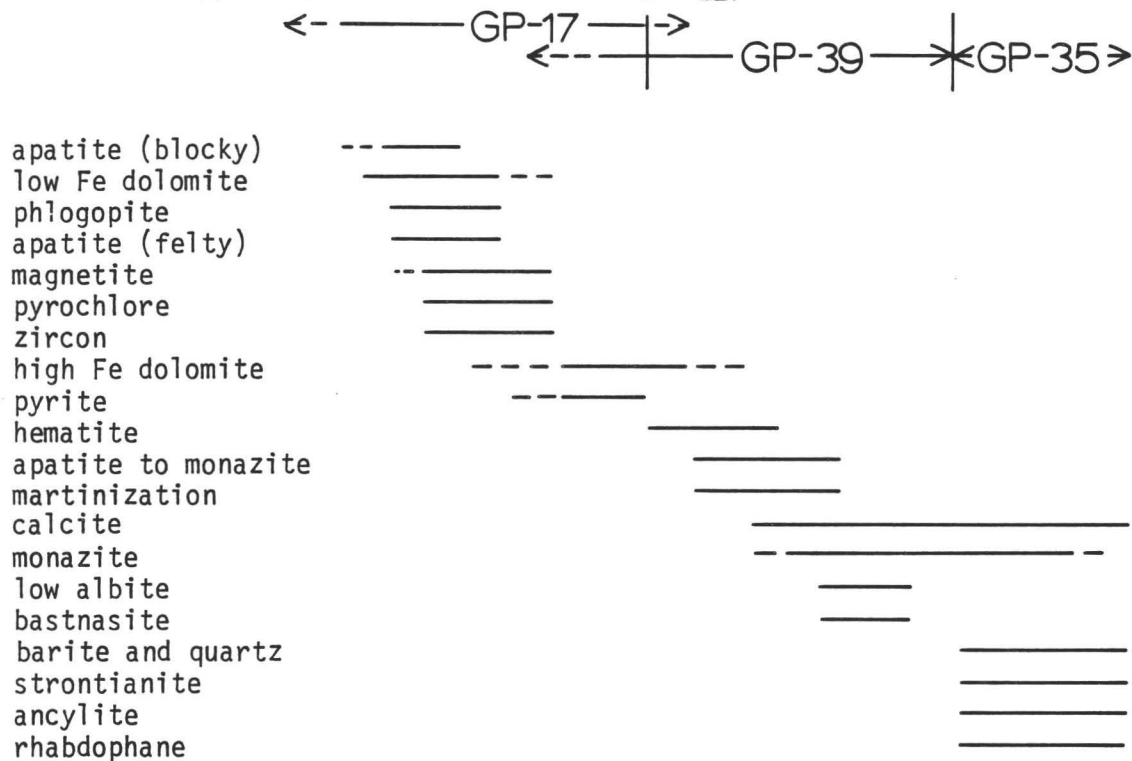 GP-17
GP-39
GP-35
apatite (blocky)
low Fe dolomite
phlogopite
apatite (felty)
magnetite
pyrochlore
zircon
high Fe dolomite
pyrite
hematite
apatite to monazite
martinization
calcite
monazite
low albite
bastnasite
barite and quartz
strontianite
ancylite
rhabdophane